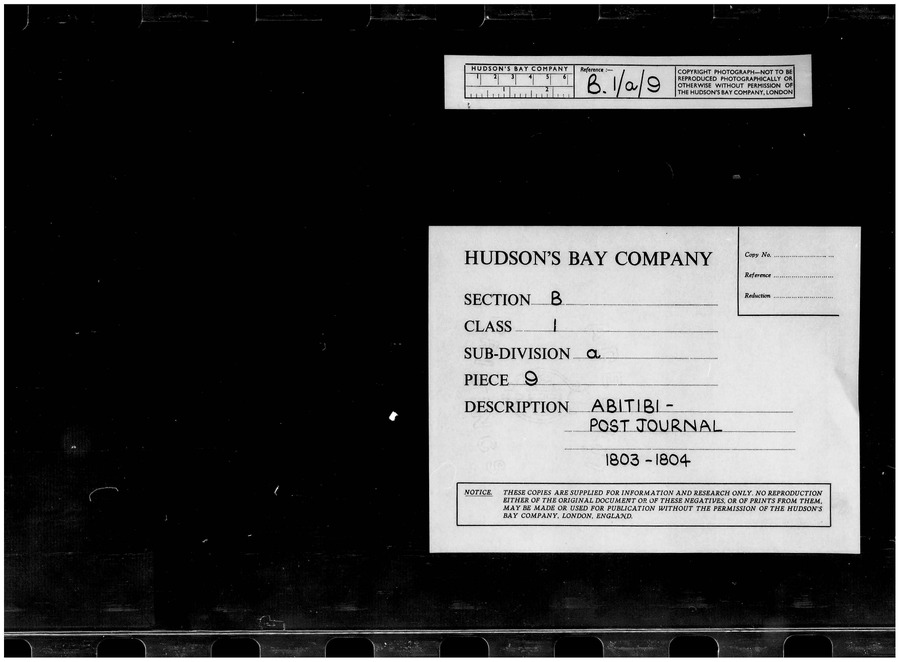 HUDSON'S BAY COMPANY
1 2 3 4 5 6
1 2
Reference :—
B. 1/a/9
COPYRIGHT PHOTOGRAPH—NOT TO BE
REPRODUCED PHOTOGRAPHICALLY OR
OTHERWISE WITHOUT PERMISSION OF
THE HUDSON'S BAY COMPANY, LONDON
HUDSON'S BAY COMPANY
Copy No.
Reference
Reduction
SECTION B
CLASS 1
SUB-DIVISION a
PIECE 9
DESCRIPTION ABITIBI -
POST JOURNAL
1803 - 1804
NOTICE. THESE COPIES ARE SUPPLIED FOR INFORMATION AND RESEARCH ONLY. NO REPRODUCTION
EITHER OF THE ORIGINAL DOCUMENT OR OF THESE NEGATIVES, OR OF PRINTS FROM THEM,
MAY BE MADE OR USED FOR PUBLICATION WITHOUT THE PERMISSION OF THE HUDSON'S
BAY COMPANY, LONDON, ENGLAND.